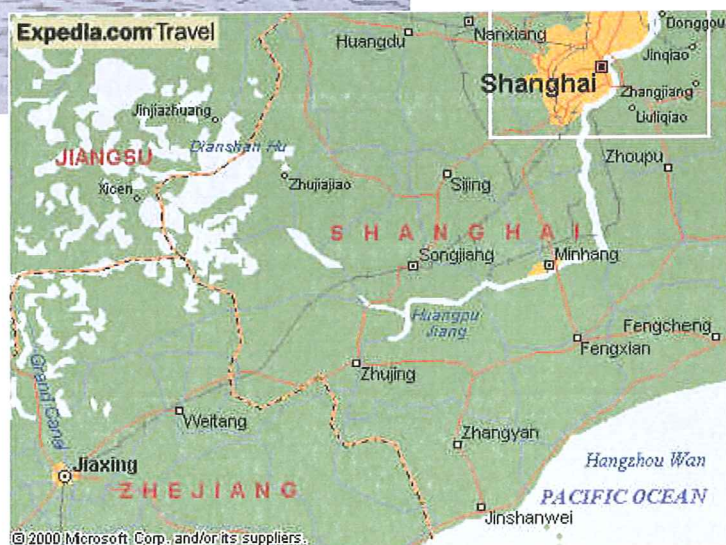 Expedia.com Travel
Donggou
Nanxiang
Huangdu
Jinqiao
Shanghai
Zhangjiang
Jinjiazhuang
Liuliqiao
Dianshan Hu
JIANGSU
Zhoupu
Xicen
Zhujiajiao
Sijing
SHANGHAI
Songjiang
Minhang
Huangpu
Jiang
Fengcheng
Fengxian
Grand Canal
Zhujing
Weitang
Zhangyan
Hangzhou Wan
Jiaxing
ZHEJIANG
PACIFIC OCEAN
Jinshanwei
© 2000 Microsoft Corp. and/or its suppliers.